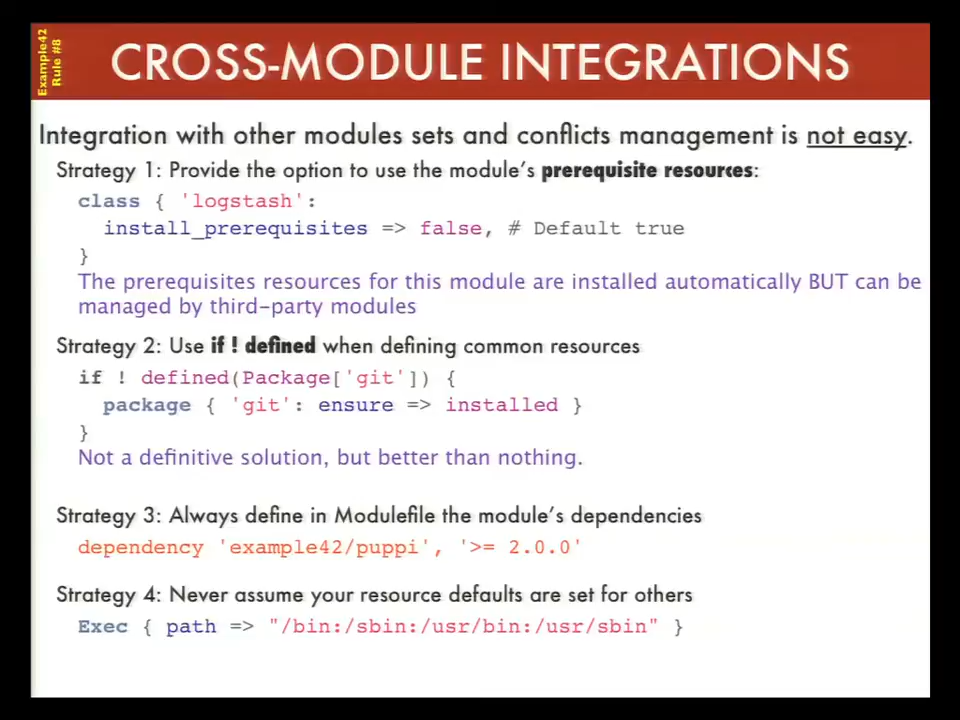 Example42
Rule #8
CROSS-MODULE INTEGRATIONS
Integration with other modules sets and conflicts management is not easy.
Strategy 1: Provide the option to use the module's prerequisite resources:
class { 'logstash':
  install_prerequisites => false, # Default true
}
The prerequisites resources for this module are installed automatically BUT can be
managed by third-party modules
Strategy 2: Use if ! defined when defining common resources
if ! defined(Package['git']) {
  package { 'git': ensure => installed }
}
Not a definitive solution, but better than nothing.
Strategy 3: Always define in Modulefile the module's dependencies
dependency 'example42/puppi', '>= 2.0.0'
Strategy 4: Never assume your resource defaults are set for others
Exec { path => "/bin:/sbin:/usr/bin:/usr/sbin" }